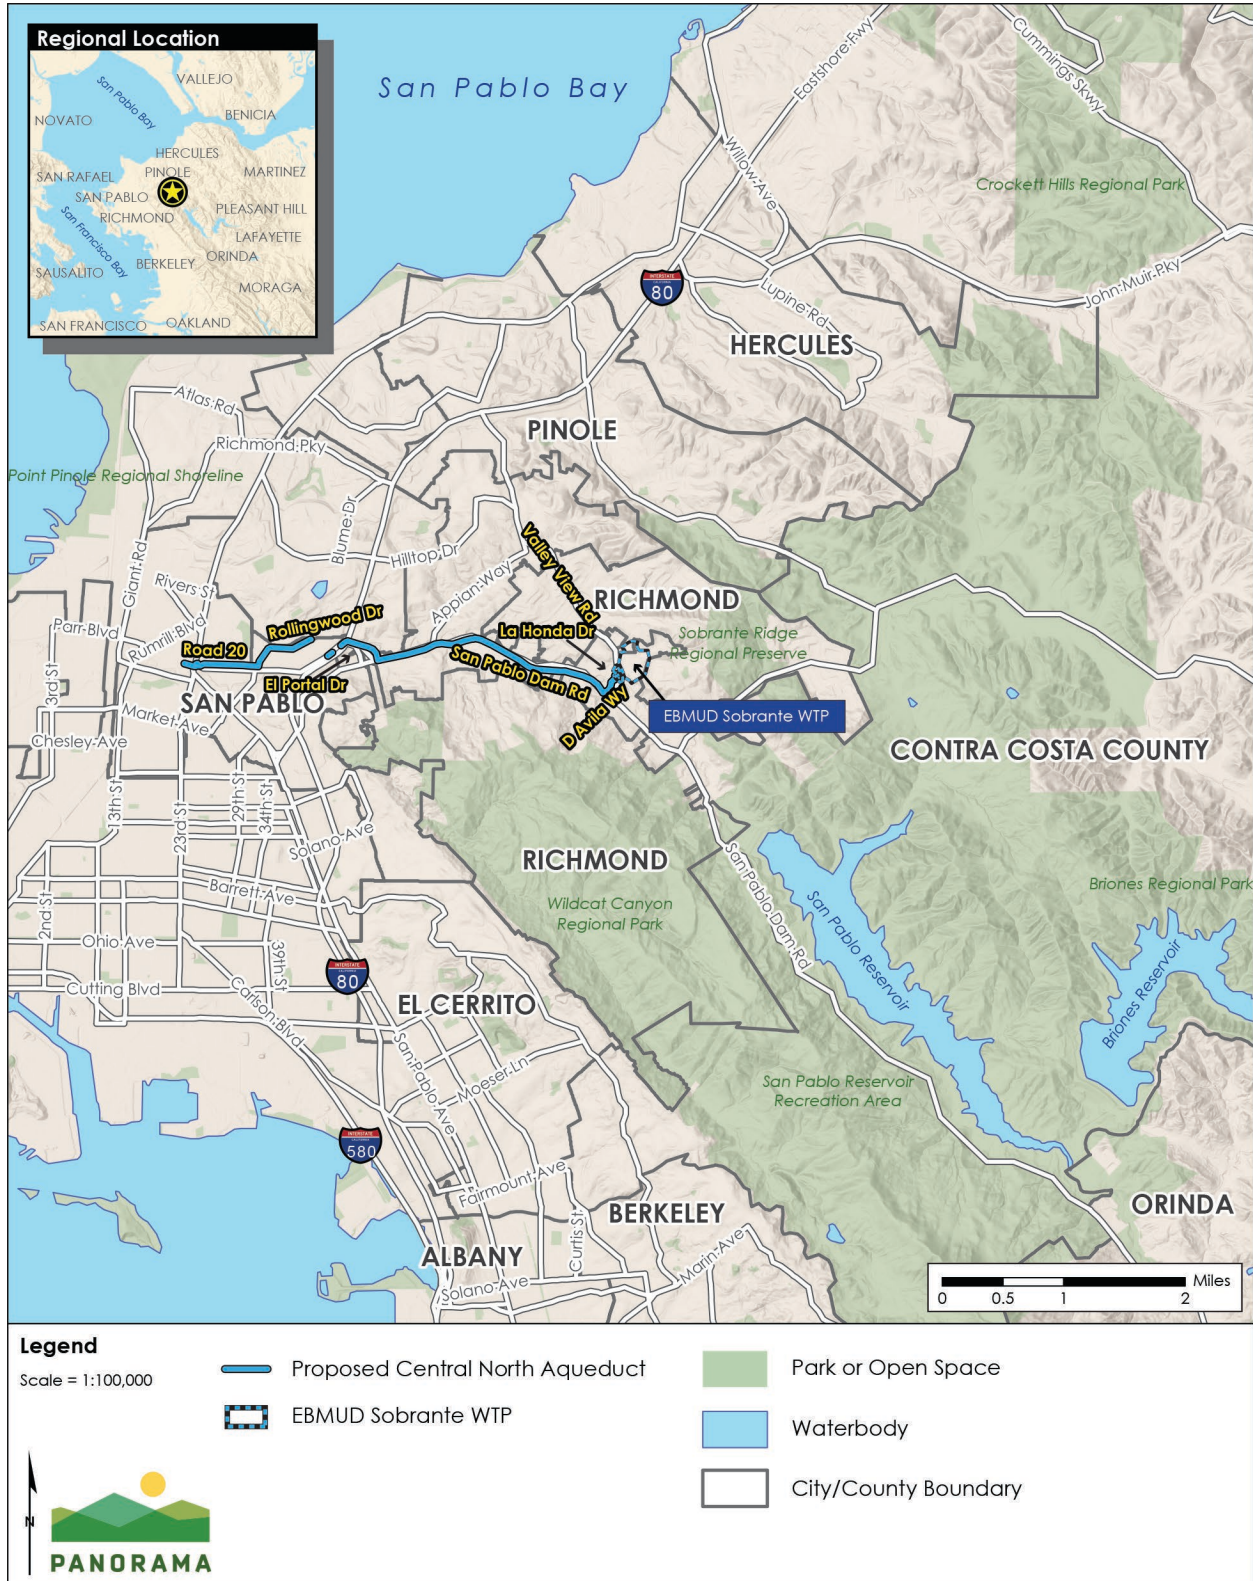 Regional Location
San Pablo Bay
VALLEJO
NOVATO
BENICIA
HERCULES
PINOLE
MARTINEZ
SAN RAFAEL
SAN PABLO
RICHMOND
PLEASANT HILL
San Francisco Bay
LAFAYETTE
ORINDA
BERKELEY
SAUSALITO
MORAGA
SAN FRANCISCO
OAKLAND
San Pablo Bay
Eastshore Fwy
Cummings Skwy
Willow Ave
Crockett Hills Regional Park
John Muir Pky
INTERSTATE
CALIFORNIA
80
Lupine Rd
HERCULES
Atlas Rd
Richmond Pky
PINOLE
Point Pinole Regional Shoreline
Blume Dr
Hilltop Dr
Giant Rd
Appian Way
Valley View Rd
Rivers St
RICHMOND
Rollingwood Dr
Parr Blvd
Rumrill Blvd
La Honda Dr
Sobrante Ridge
Regional Preserve
Road 20
San Pablo Dam Rd
3rd St
El Portal Dr
SAN PABLO
D Avila Wy
EBMUD Sobrante WTP
Market Ave
Chesley Ave
CONTRA COSTA COUNTY
13th St
23rd St
29th St
34th St
Solano Ave
RICHMOND
San Pablo Dam Rd
Barrett Ave
Wildcat Canyon
Regional Park
Briones Regional Park
2nd St
Ohio Ave
39th St
San Pablo Reservoir
Briones Reservoir
INTERSTATE
CALIFORNIA
80
Cutting Blvd
Carlson Blvd
EL CERRITO
San Pablo Ave
Moeser Ln
San Pablo Reservoir
Recreation Area
INTERSTATE
CALIFORNIA
580
Fairmount Ave
BERKELEY
ORINDA
Curtis St
Marin Ave
ALBANY
Solano Ave
Miles
0 0.5 1 2
Legend
Scale = 1:100,000
Proposed Central North Aqueduct
EBMUD Sobrante WTP
Park or Open Space
Waterbody
City/County Boundary
N
PANORAMA